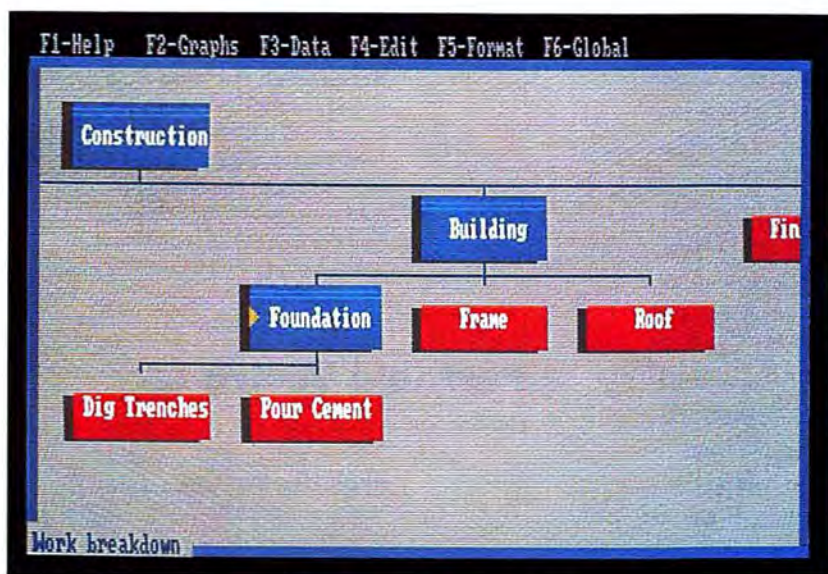 F1-Help F2-Graphs F3-Data F4-Edit F5-Format F6-Global
Construction
Building
Fin
Foundation
Frame
Roof
Dig Trenches
Pour Cement
Work breakdown